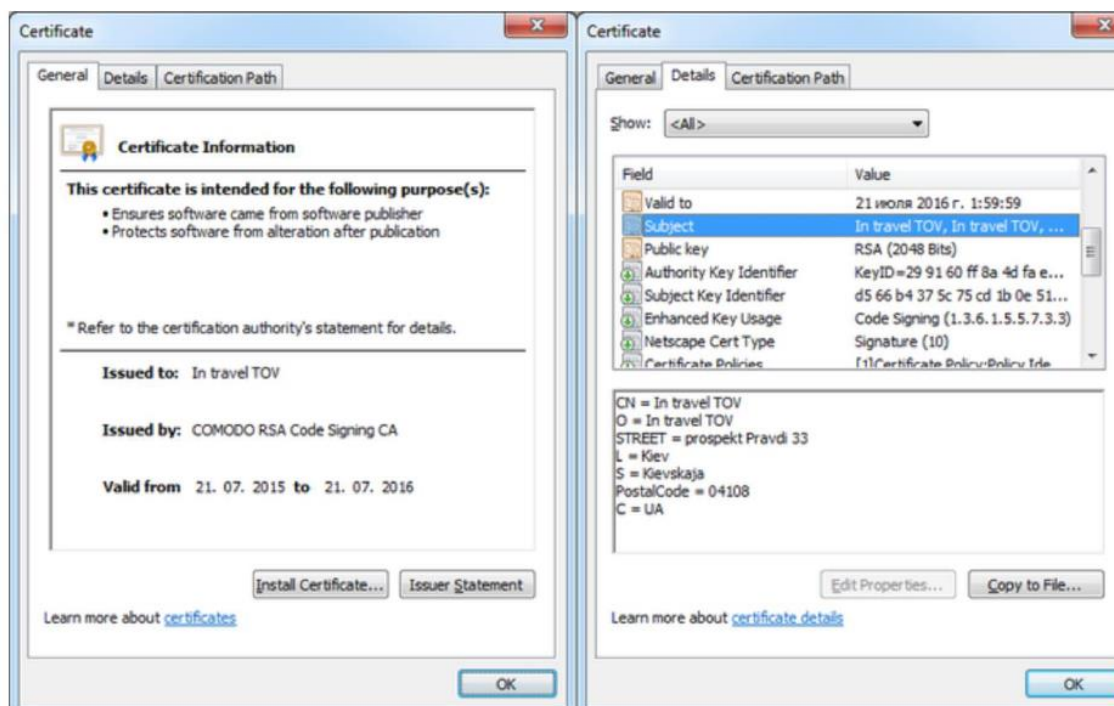 Certificate
General Details Certification Path
Certificate Information
This certificate is intended for the following purpose(s):
• Ensures software came from software publisher
• Protects software from alteration after publication
* Refer to the certification authority's statement for details.
Issued to: In travel TOV
Issued by: COMODO RSA Code Signing CA
Valid from 21. 07. 2015 to 21. 07. 2016
Install Certificate... Issuer Statement
Learn more about certificates
OK
Certificate
General Details Certification Path
Show: <All>
Field Value
Valid to 21 июля 2016 г. 1:59:59
Subject In travel TOV, In travel TOV, ...
Public key RSA (2048 Bits)
Authority Key Identifier KeyID=29 91 60 ff 8a 4d fa e...
Subject Key Identifier d5 66 b4 37 5c 75 cd 1b 0e 51...
Enhanced Key Usage Code Signing (1.3.6.1.5.5.7.3.3)
Netscape Cert Type Signature (10)
Certificate Policies [1]Certificate Policy:Policy Ide...
CN = In travel TOV
O = In travel TOV
STREET = prospekt Pravdi 33
L = Kiev
S = Kievskaja
PostalCode = 04108
C = UA
Edit Properties... Copy to File...
Learn more about certificate details
OK